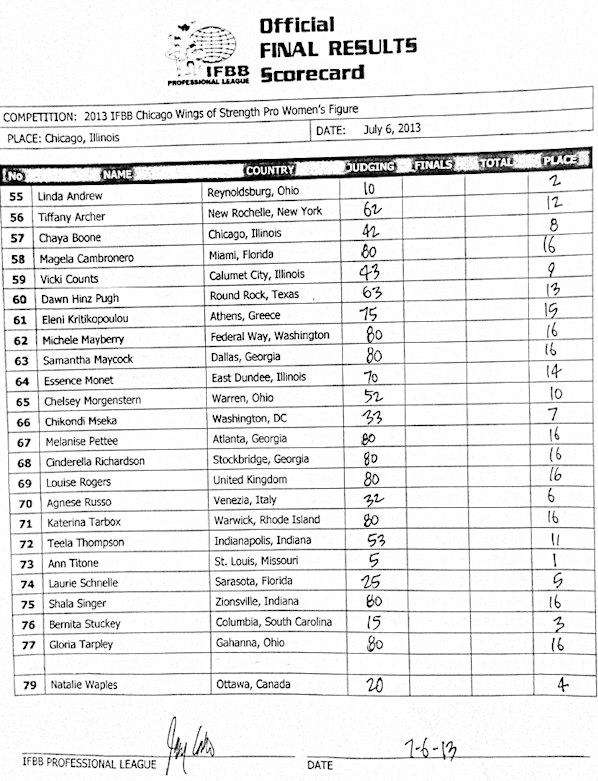 Official
FINAL RESULTS
Scorecard
IFBB
PROFESSIONAL LEAGUE
COMPETITION: 2013 IFBB Chicago Wings of Strength Pro Women's Figure
PLACE: Chicago, Illinois DATE: July 6, 2013
No NAME COUNTRY JUDGING FINALS TOTAL PLACE
55 Linda Andrew Reynoldsburg, Ohio 10 2
56 Tiffany Archer New Rochelle, New York 62 12
57 Chaya Boone Chicago, Illinois 42 8
58 Magela Cambronero Miami, Florida 80 16
59 Vicki Counts Calumet City, Illinois 43 9
60 Dawn Hinz Pugh Round Rock, Texas 63 13
61 Eleni Kritikopoulou Athens, Greece 75 15
62 Michele Mayberry Federal Way, Washington 80 16
63 Samantha Maycock Dallas, Georgia 80 16
64 Essence Monet East Dundee, Illinois 70 14
65 Chelsey Morgenstern Warren, Ohio 52 10
66 Chikondi Mseka Washington, DC 33 7
67 Melanise Pettee Atlanta, Georgia 80 16
68 Cinderella Richardson Stockbridge, Georgia 80 16
69 Louise Rogers United Kingdom 80 16
70 Agnese Russo Venezia, Italy 32 6
71 Katerina Tarbox Warwick, Rhode Island 80 16
72 Teela Thompson Indianapolis, Indiana 53 11
73 Ann Titone St. Louis, Missouri 5 1
74 Laurie Schnelle Sarasota, Florida 25 5
75 Shala Singer Zionsville, Indiana 80 16
76 Bernita Stuckey Columbia, South Carolina 15 3
77 Gloria Tarpley Gahanna, Ohio 80 16
79 Natalie Waples Ottawa, Canada 20 4
IFBB PROFESSIONAL LEAGUE DATE 7-6-13